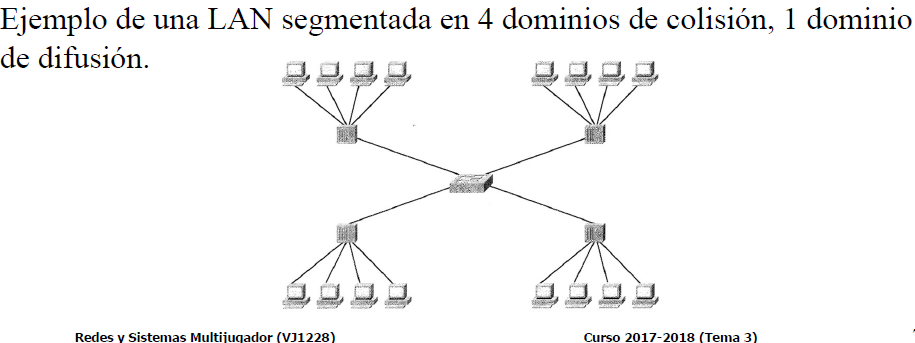 Ejemplo de una LAN segmentada en 4 dominios de colisión, 1 dominio
de difusión.
Redes y Sistemas Multijugador (VJ1228)
Curso 2017-2018 (Tema 3)